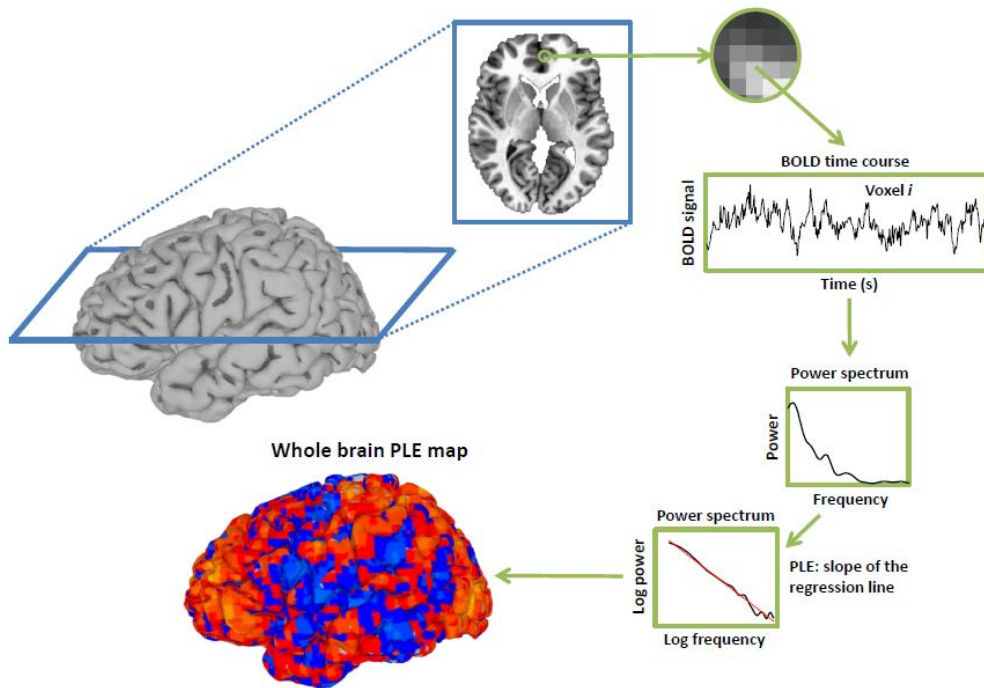 BOLD time course
Voxel i
BOLD signal
Time (s)
Power spectrum
Power
Frequency
Whole brain PLE map
Power spectrum
Log power
Log frequency
PLE: slope of the
regression line